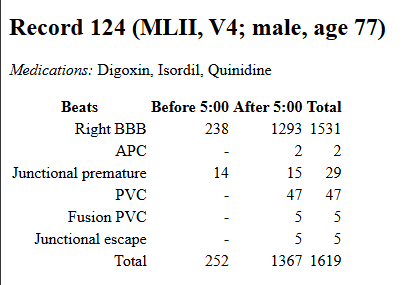 Record 124 (MLII, V4; male, age 77)
Medications: Digoxin, Isordil, Quinidine
Beats Before 5:00 After 5:00 Total
Right BBB 238 1293 1531
APC - 2 2
Junctional premature 14 15 29
PVC - 47 47
Fusion PVC - 5 5
Junctional escape - 5 5
Total 252 1367 1619